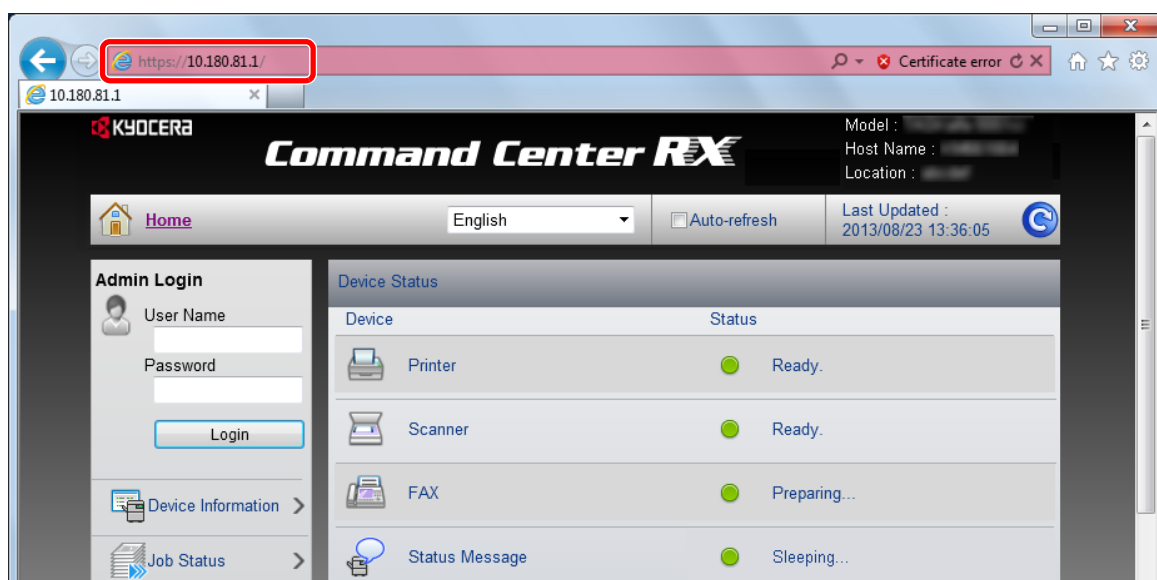 https://10.180.81.1/
Certificate error
10.180.81.1
KYOCERA
Command Center RX
Model :
Host Name :
Location :
Home
English
Auto-refresh
Last Updated :
2013/08/23 13:36:05
Admin Login
User Name
Password
Login
Device Information
Job Status
Device Status
Device Status
Printer Ready.
Scanner Ready.
FAX Preparing...
Status Message Sleeping...